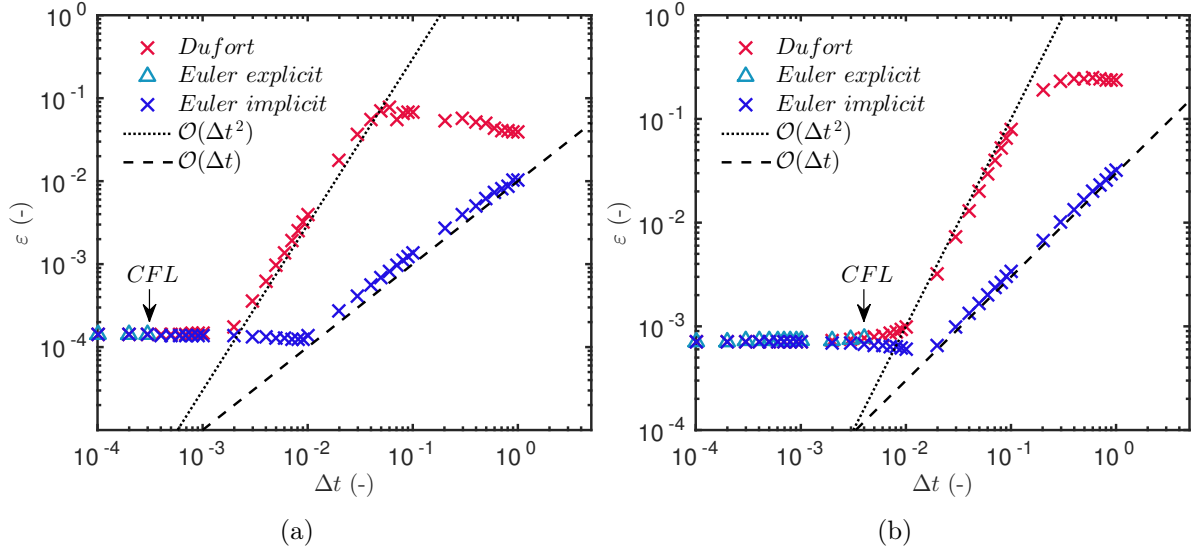 10^0
10^-1
10^-2
10^-3
10^-4
ε (-)
Dufort
Euler explicit
Euler implicit
O(Δt^2)
O(Δt)
CFL
10^-4
10^-3
10^-2
10^-1
10^0
Δt (-)
(a)
10^0
10^-1
10^-2
10^-3
10^-4
ε (-)
Dufort
Euler explicit
Euler implicit
O(Δt^2)
O(Δt)
CFL
10^-4
10^-3
10^-2
10^-1
10^0
Δt (-)
(b)